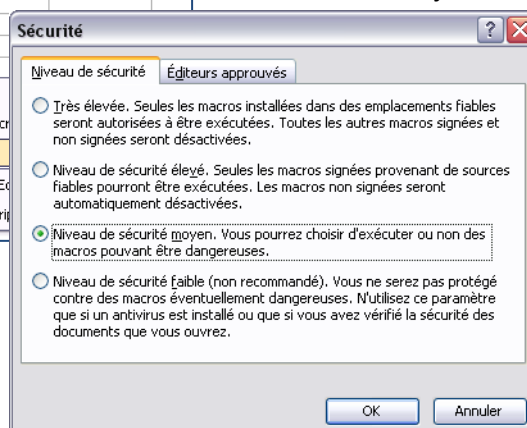 Sécurité
Niveau de sécurité
Éditeurs approuvés
Très élevée. Seules les macros installées dans des emplacements fiables
seront autorisées à être exécutées. Toutes les autres macros signées et
non signées seront désactivées.
Niveau de sécurité élevé. Seules les macros signées provenant de sources
fiables pourront être exécutées. Les macros non signées seront
automatiquement désactivées.
Niveau de sécurité moyen. Vous pourrez choisir d'exécuter ou non des
macros pouvant être dangereuses.
Niveau de sécurité faible (non recommandé). Vous ne serez pas protégé
contre des macros éventuellement dangereuses. N'utilisez ce paramètre
que si un antivirus est installé ou que si vous avez vérifié la sécurité des
documents que vous ouvrez.
OK
Annuler